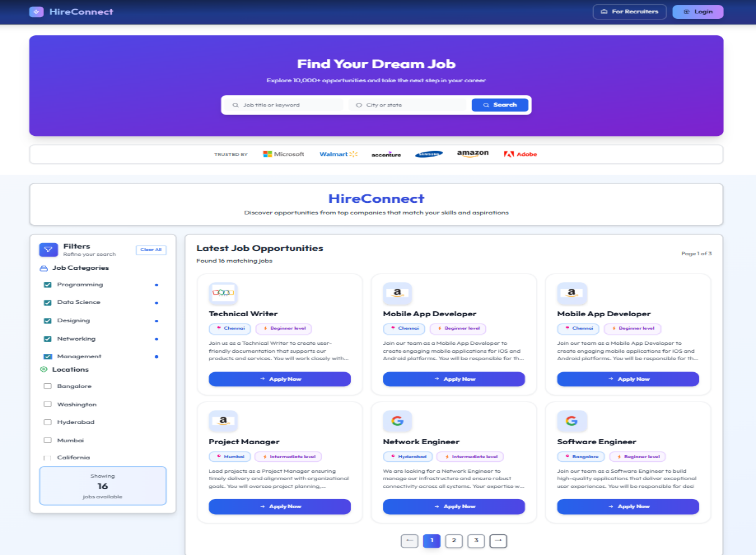 HireConnect
For Recruiters
Login
Find Your Dream Job
Explore 10,000+ opportunities and take the next step in your career
Job title or keyword
City or state
Search
TRUSTED BY
Microsoft
Walmart
accenture
SAMSUNG
amazon
Adobe
HireConnect
Discover opportunities from top companies that match your skills and aspirations
Filters
Refine your search
Clear All
Job Categories
Programming
Data Science
Designing
Networking
Management
Locations
Bangalore
Washington
Hyderabad
Mumbai
California
Showing
16
jobs available
Latest Job Opportunities
Found 16 matching jobs
Page 1 of 3
Technical Writer
Chennai
Beginner level
Join us as a Technical Writer to create user-
friendly documentation that supports our
products and services. You will work closely with...
Apply Now
a
Mobile App Developer
Chennai
Beginner level
Join our team as a Mobile App Developer to
create engaging mobile applications for iOS and
Android platforms. You will be responsible for th...
Apply Now
a
Mobile App Developer
Chennai
Beginner level
Join our team as a Mobile App Developer to
create engaging mobile applications for iOS and
Android platforms. You will be responsible for th...
Apply Now
a
Project Manager
Mumbai
Intermediate level
Lead projects as a Project Manager ensuring
timely delivery and alignment with organizational
goals. You will oversee project planning,...
Apply Now
G
Network Engineer
Hyderabad
Intermediate level
We are looking for a Network Engineer to
manage our infrastructure and ensure robust
connectivity across all systems. Your expertise w...
Apply Now
G
Software Engineer
Bangalore
Beginner level
Join our team as a Software Engineer to build
high-quality applications that deliver exceptional
user experiences. You will be responsible for dea
Apply Now
← 1 2 3 →